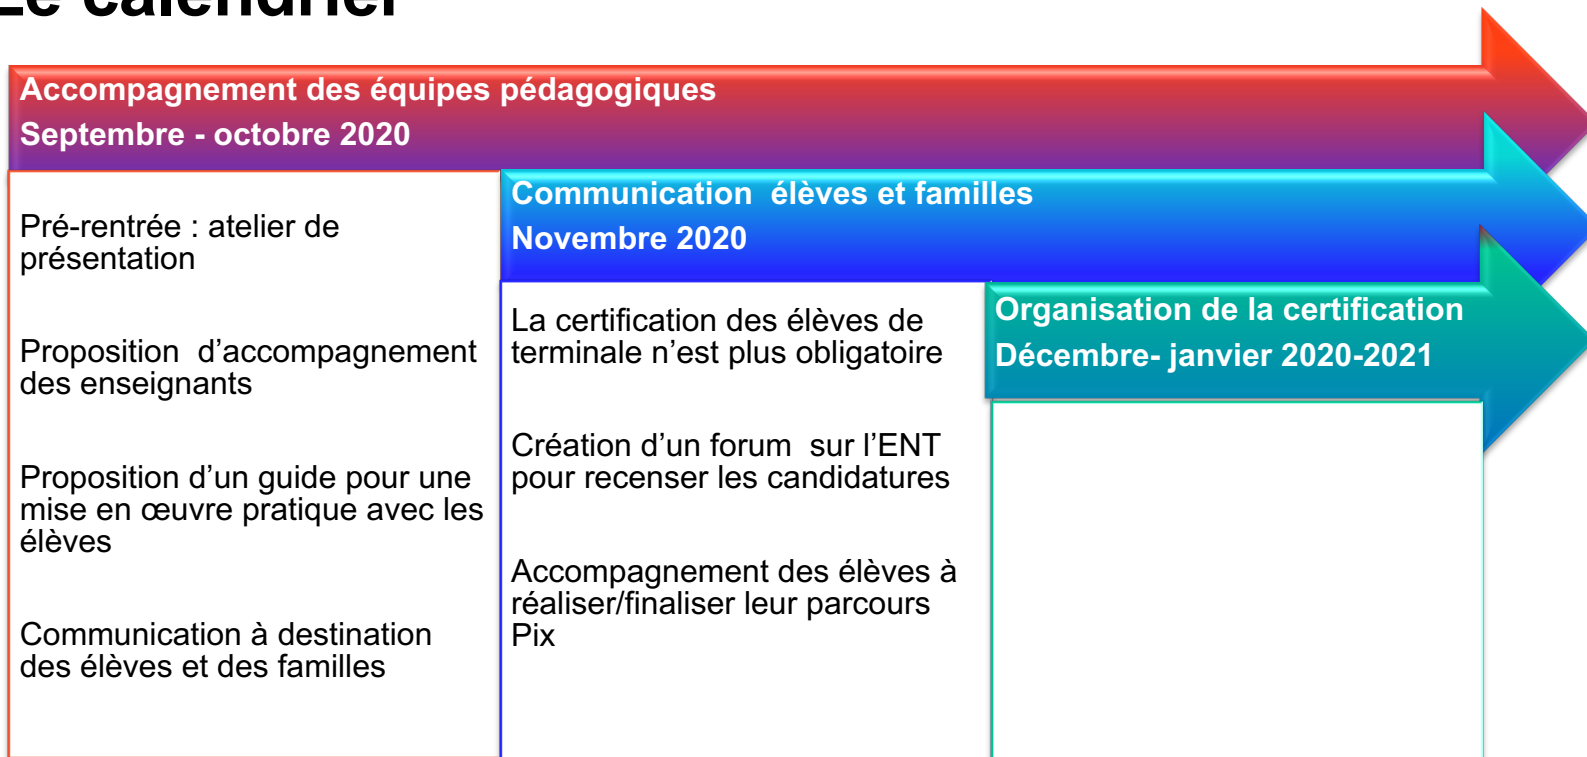 Le calendrier
Accompagnement des équipes pédagogiques
Septembre - octobre 2020
Pré-rentrée : atelier de
présentation
Proposition  d’accompagnement
des enseignants
Proposition d’un guide pour une
mise en œuvre pratique avec les
élèves
Communication à destination
des élèves et des familles
Communication  élèves et familles
Novembre 2020
La certification des élèves de
terminale n’est plus obligatoire
Création d’un forum  sur l’ENT
pour recenser les candidatures
Accompagnement des élèves à
réaliser/finaliser leur parcours
Pix
Organisation de la certification
Décembre- janvier 2020-2021